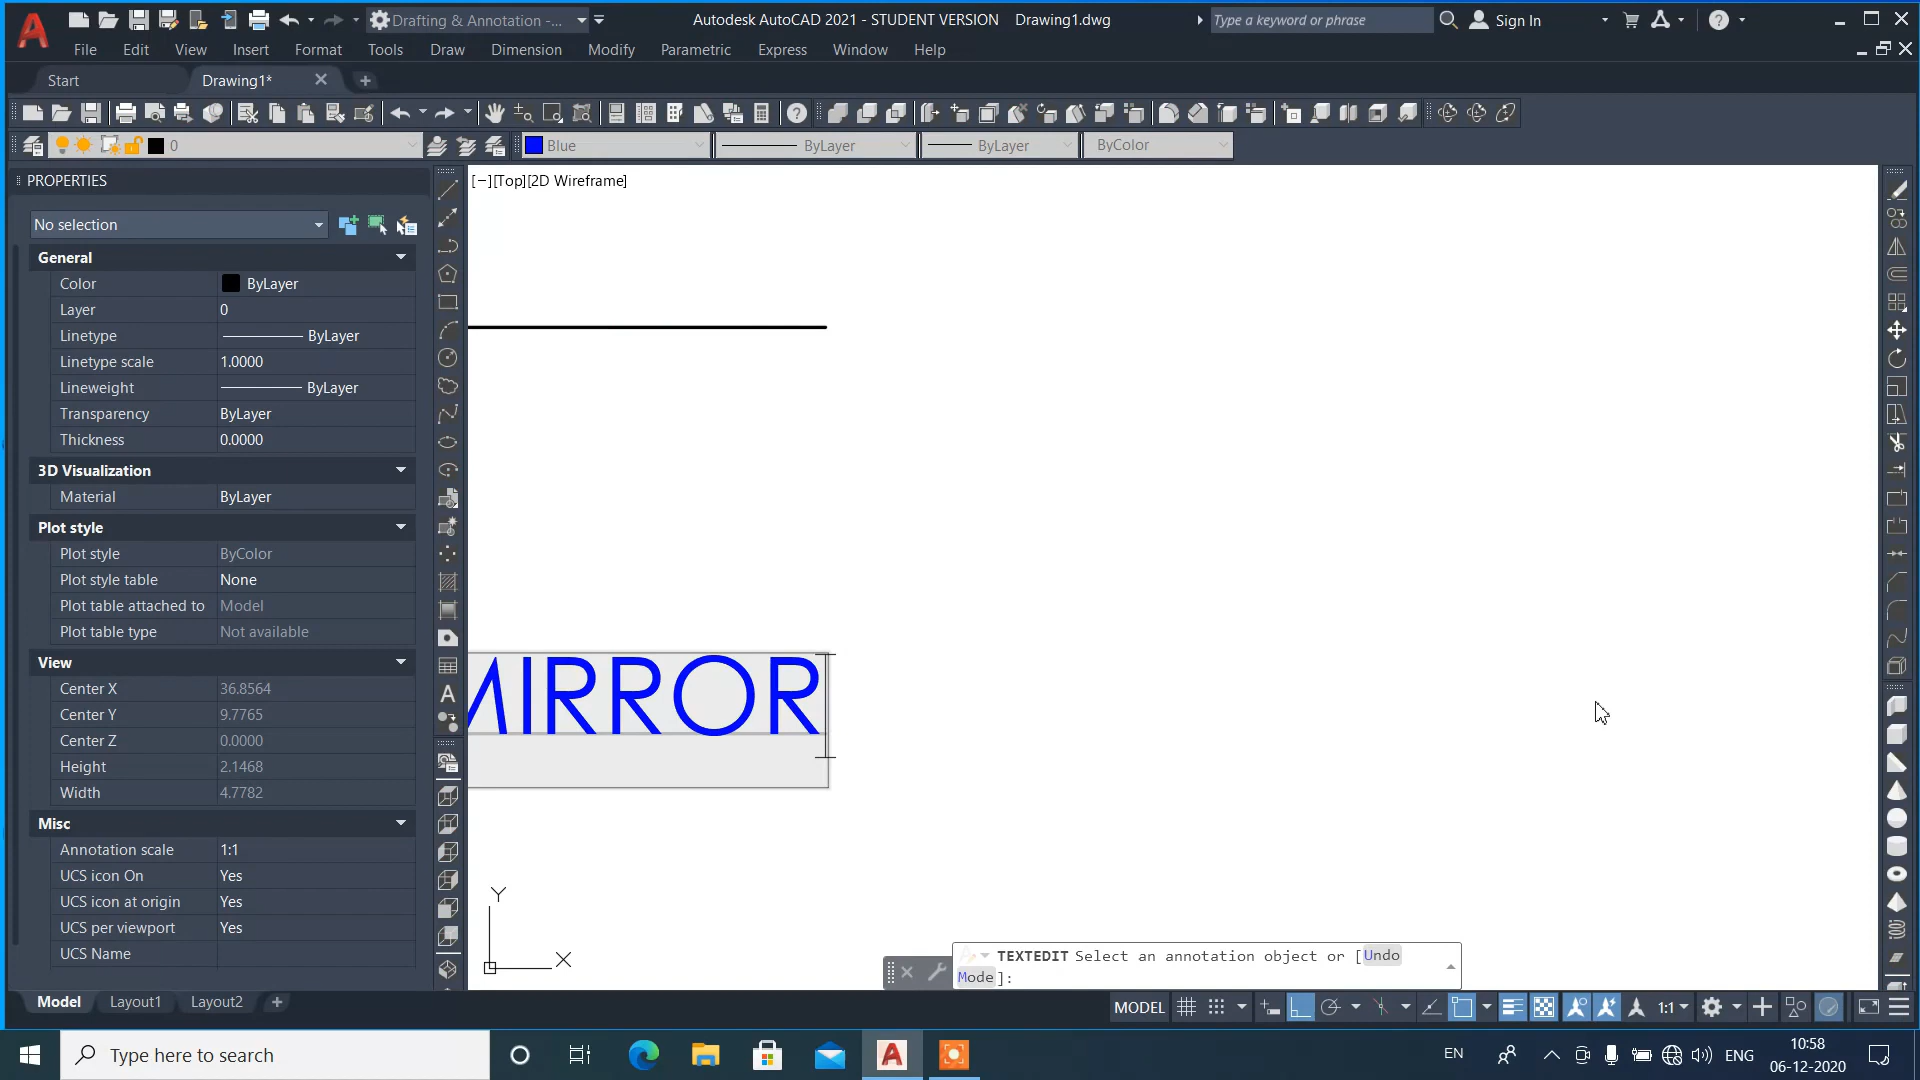 Drafting & Annotation -...
Autodesk AutoCAD 2021 - STUDENT VERSION Drawing1.dwg
Type a keyword or phrase
Sign In
File Edit View Insert Format Tools Draw Dimension Modify Parametric Express Window Help
Start
Drawing1*
0
Blue
ByLayer
ByLayer
ByColor
PROPERTIES
[−][Top][2D Wireframe]
No selection
General
Color ByLayer
Layer 0
Linetype ByLayer
Linetype scale 1.0000
Lineweight ByLayer
Transparency ByLayer
Thickness 0.0000
3D Visualization
Material ByLayer
Plot style
Plot style ByColor
Plot style table None
Plot table attached to Model
Plot table type Not available
View
Center X 36.8564
Center Y 9.7765
Center Z 0.0000
Height 2.1468
Width 4.7782
Misc
Annotation scale 1:1
UCS icon On Yes
UCS icon at origin Yes
UCS per viewport Yes
UCS Name
MIRROR
Y
X
A
TEXTEDIT Select an annotation object or [Undo
Mode]:
Model Layout1 Layout2
MODEL
1:1
Type here to search
EN
ENG
10:58
06-12-2020